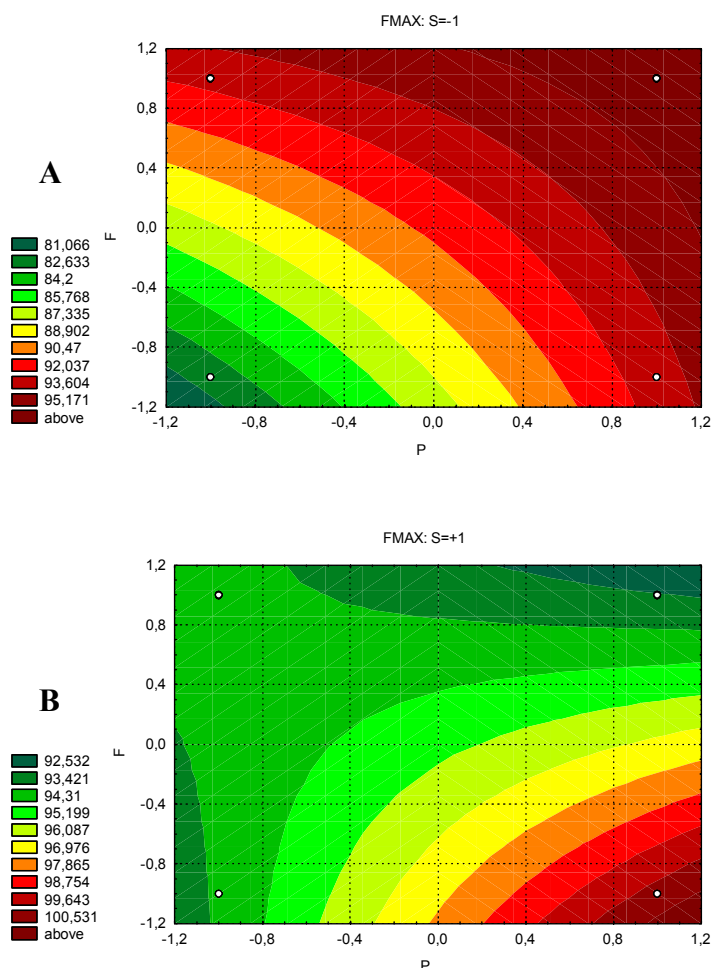 FMAX: S=-1
A
81,066
82,633
84,2
85,768
87,335
88,902
90,47
92,037
93,604
95,171
above
F
1,2
0,8
0,4
0,0
-0,4
-0,8
-1,2
-1,2 -0,8 -0,4 0,0 0,4 0,8 1,2
P
FMAX: S=+1
B
92,532
93,421
94,31
95,199
96,087
96,976
97,865
98,754
99,643
100,531
above
F
1,2
0,8
0,4
0,0
-0,4
-0,8
-1,2
-1,2 -0,8 -0,4 0,0 0,4 0,8 1,2
P